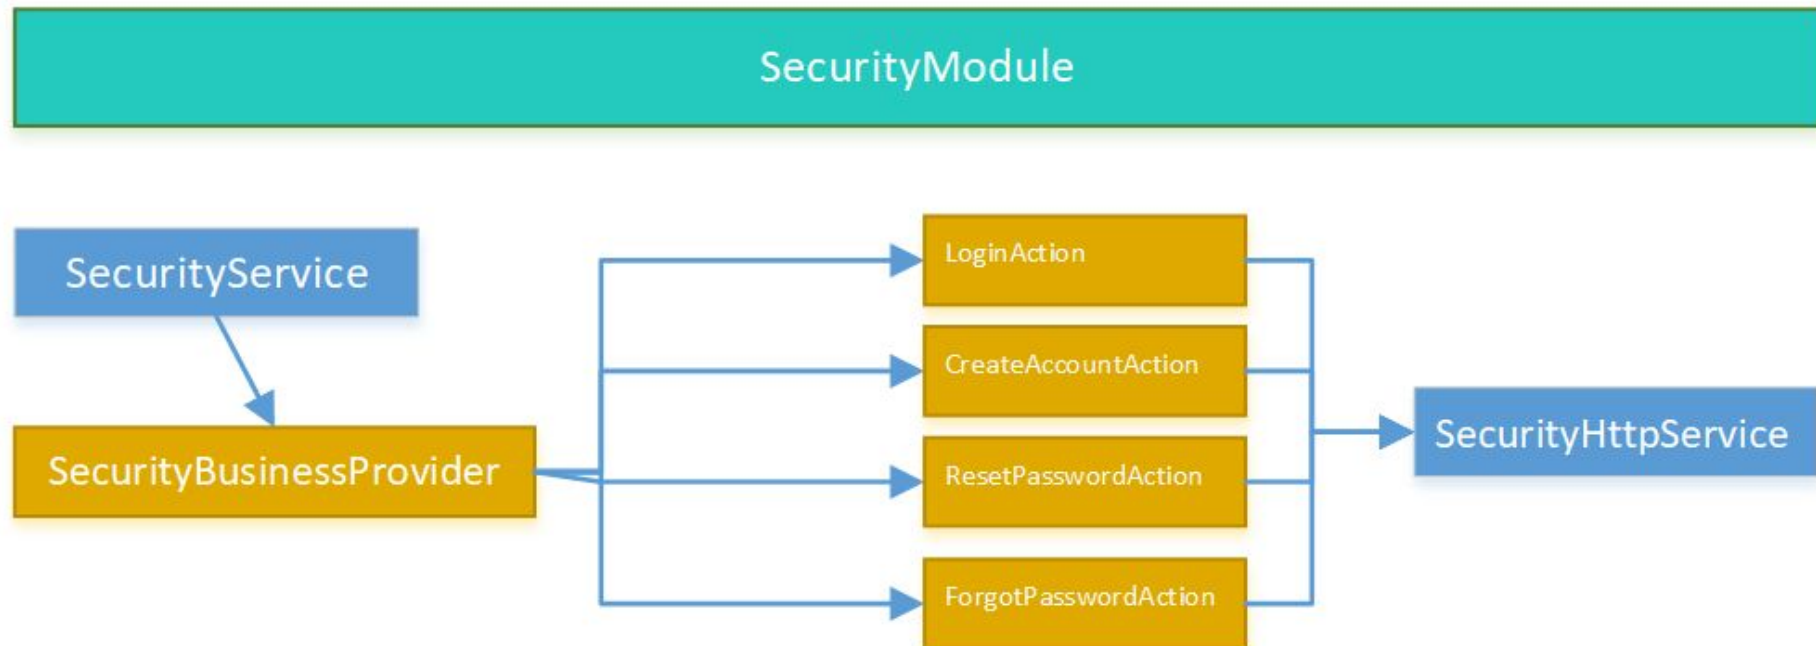 SecurityModule
SecurityService
SecurityBusinessProvider
LoginAction
CreateAccountAction
ResetPasswordAction
ForgotPasswordAction
SecurityHttpService